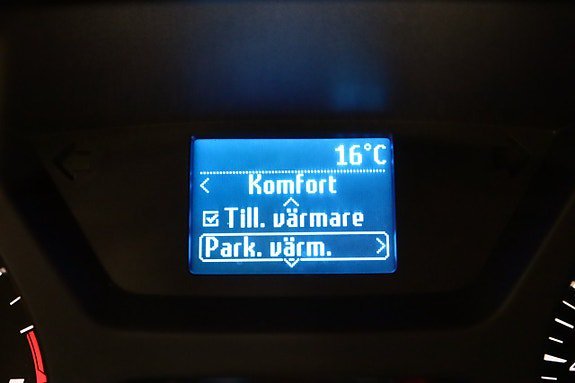 16°C
Komfort
Till. värmare
Park. värm.